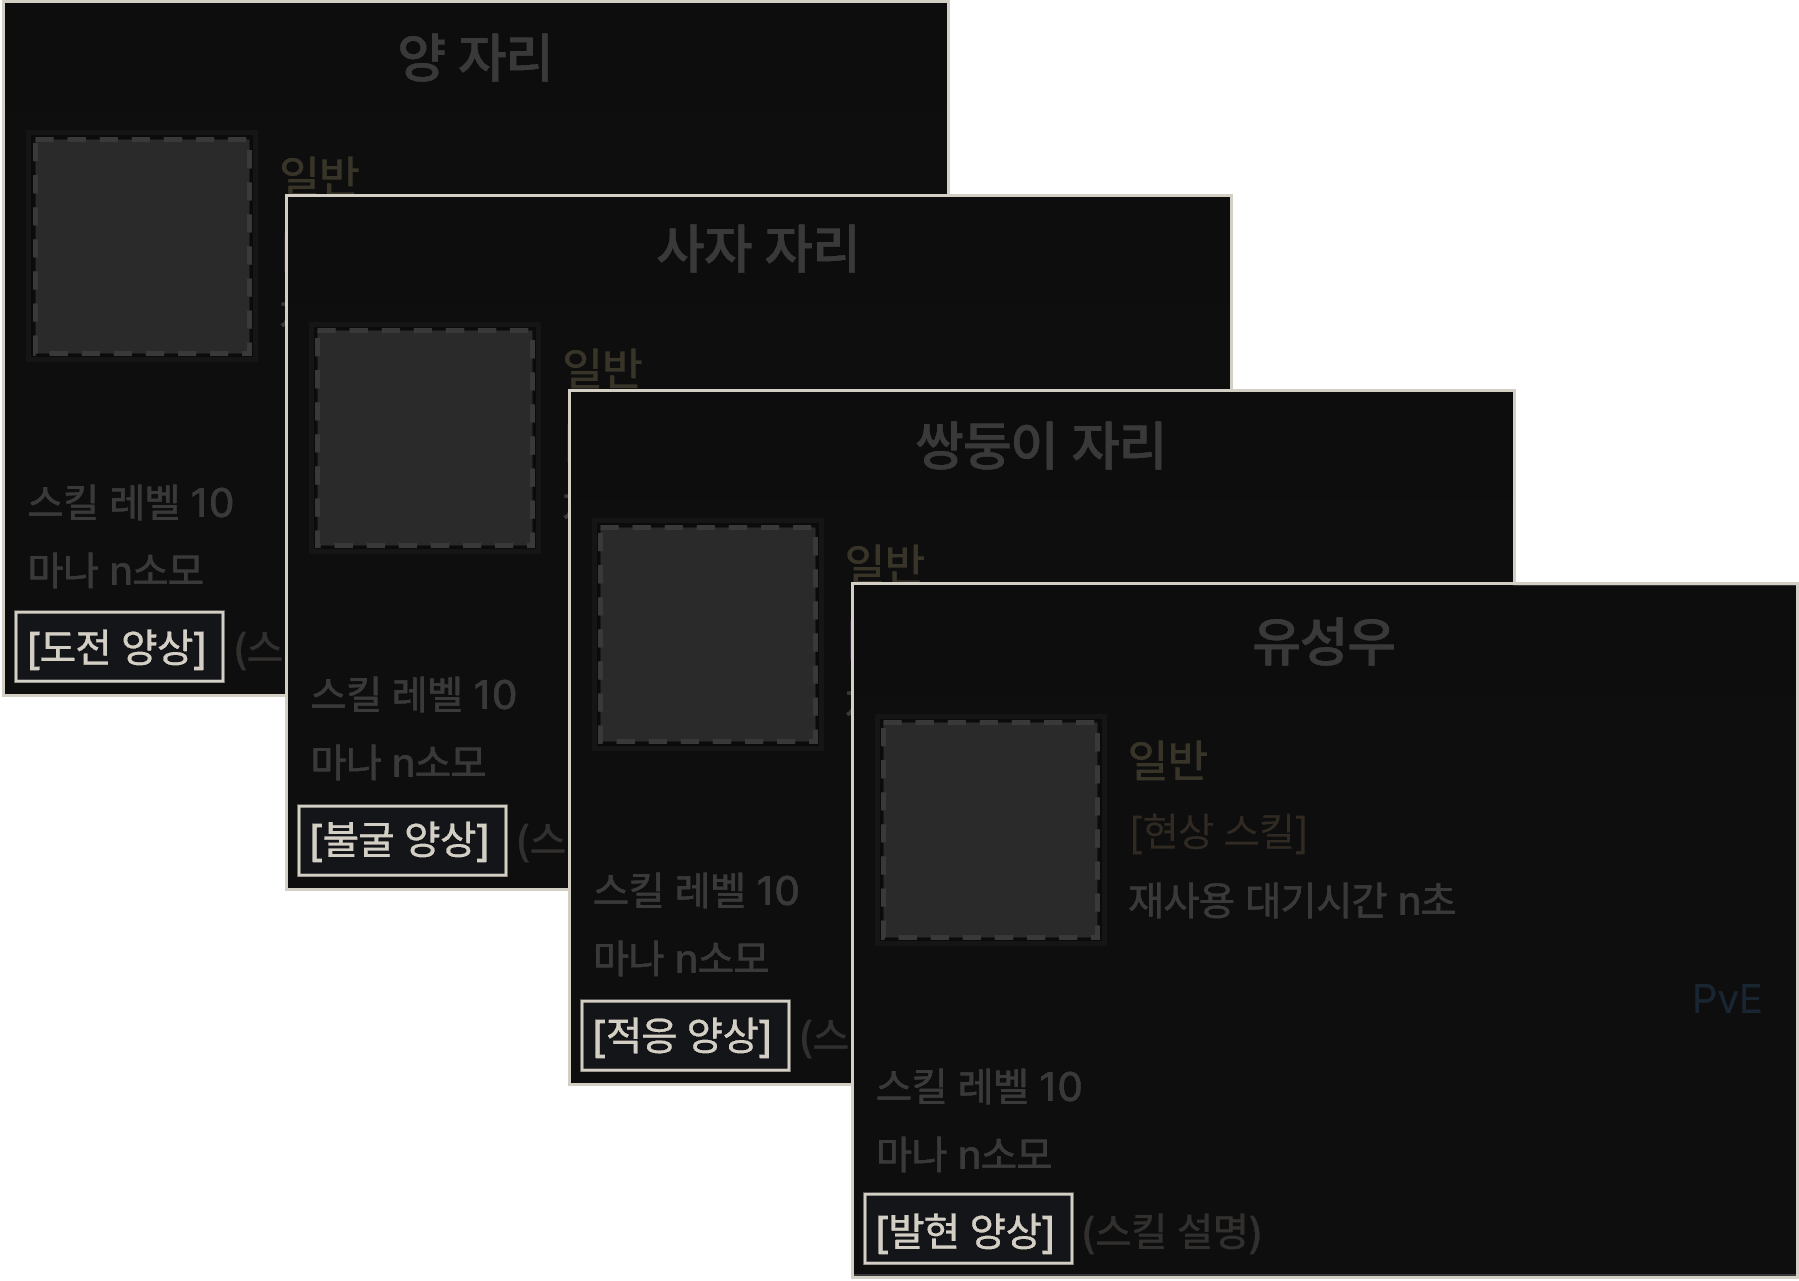 양 자리
일반
스킬 레벨 10
마나 n소모
[도전 양상] (스
사자 자리
일반
스킬 레벨 10
마나 n소모
[불굴 양상] (스
쌍둥이 자리
일반
스킬 레벨 10
마나 n소모
[적응 양상] (스
유성우
일반
[현상 스킬]
재사용 대기시간 n초
PvE
스킬 레벨 10
마나 n소모
[발현 양상] (스킬 설명)